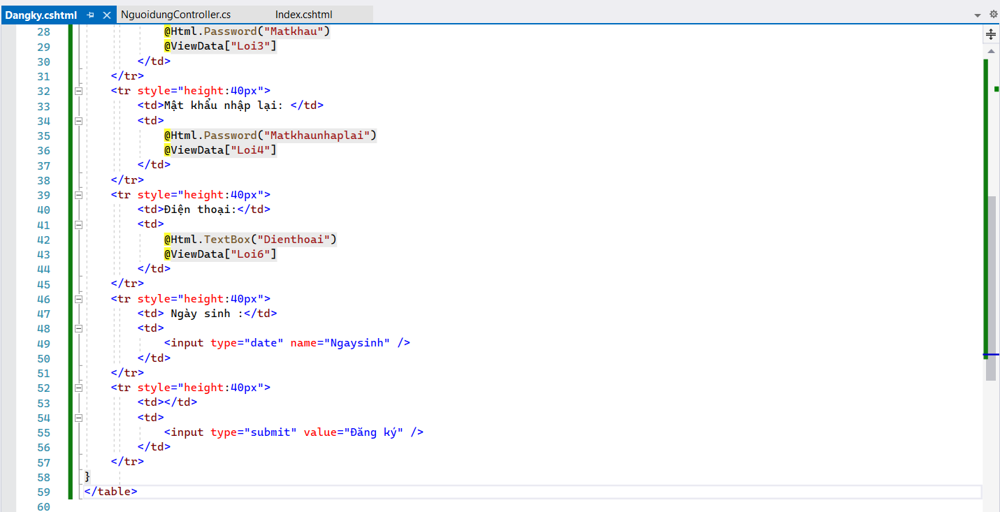 Dangky.cshtml NguoidungController.cs Index.cshtml
28 @Html.Password("Matkhau")
29 @ViewData["Loi3"]
30 </td>
31 </tr>
32 <tr style="height:40px">
33 <td>Mật khẩu nhập lại: </td>
34 <td>
35 @Html.Password("Matkhaunhaplai")
36 @ViewData["Loi4"]
37 </td>
38 </tr>
39 <tr style="height:40px">
40 <td>Điện thoại:</td>
41 <td>
42 @Html.TextBox("Dienthoai")
43 @ViewData["Loi6"]
44 </td>
45 </tr>
46 <tr style="height:40px">
47 <td> Ngày sinh :</td>
48 <td>
49 <input type="date" name="Ngaysinh" />
50 </td>
51 </tr>
52 <tr style="height:40px">
53 <td></td>
54 <td>
55 <input type="submit" value="Đăng ký" />
56 </td>
57 </tr>
58 }
59 </table>
60